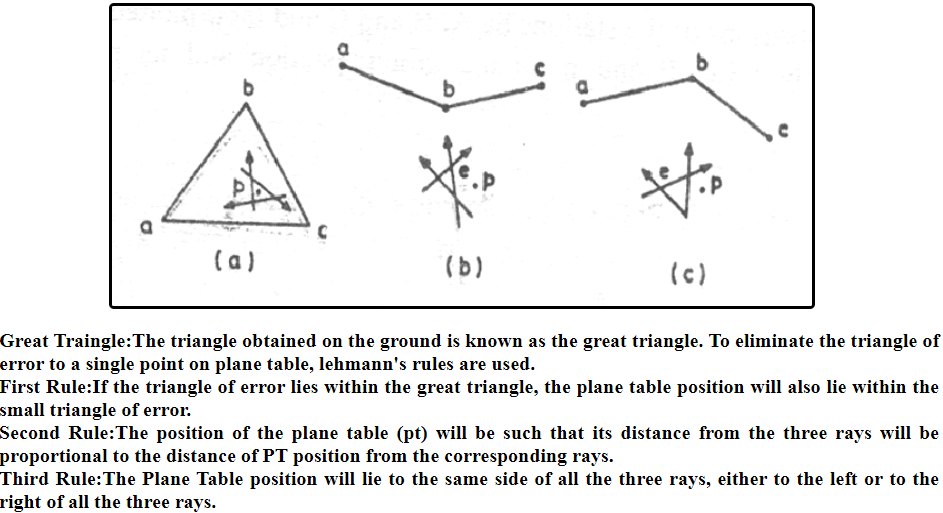 a
b
c
p
(a)
a
b
c
e
.p
(b)
a
b
c
e
.p
(c)
Great Traingle:The triangle obtained on the ground is known as the great triangle. To eliminate the triangle of
error to a single point on plane table, lehmann's rules are used.
First Rule:If the triangle of error lies within the great triangle, the plane table position will also lie within the
small triangle of error.
Second Rule:The position of the plane table (pt) will be such that its distance from the three rays will be
proportional to the distance of PT position from the corresponding rays.
Third Rule:The Plane Table position will lie to the same side of all the three rays, either to the left or to the
right of all the three rays.